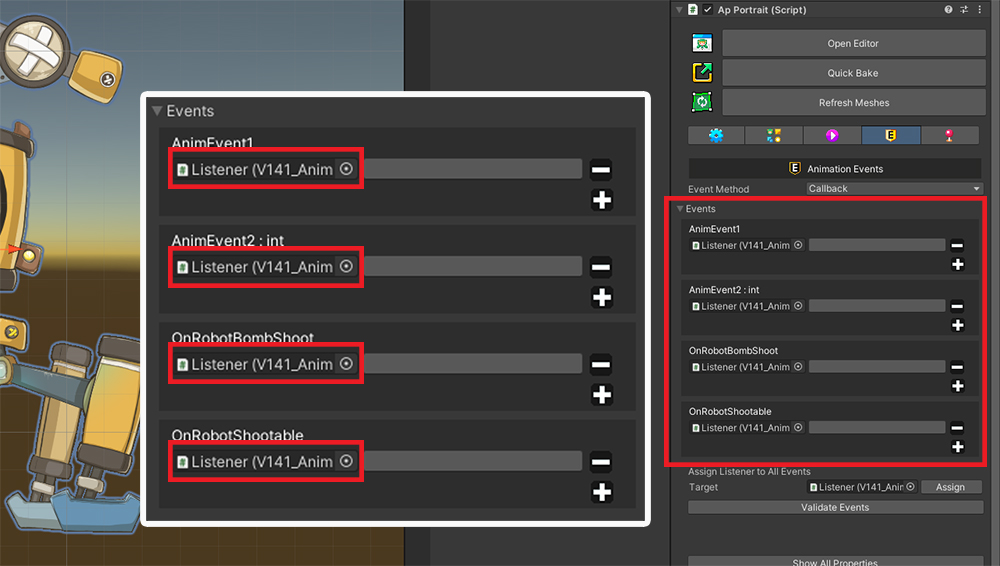 Ap Portrait (Script)
Open Editor
Quick Bake
Refresh Meshes
Animation Events
Event Method
Callback
Events
AnimEvent1
Listener (V141_Anim
AnimEvent2 : int
Listener (V141_Anim
OnRobotBombShoot
Listener (V141_Anim
OnRobotShootable
Listener (V141_Anim
Assign Listener to All Events
Target
Listener (V141_Anim
Assign
Validate Events
Show All Properties
Events
AnimEvent1
Listener (V141_Anim
AnimEvent2 : int
Listener (V141_Anim
OnRobotBombShoot
Listener (V141_Anim
OnRobotShootable
Listener (V141_Anim